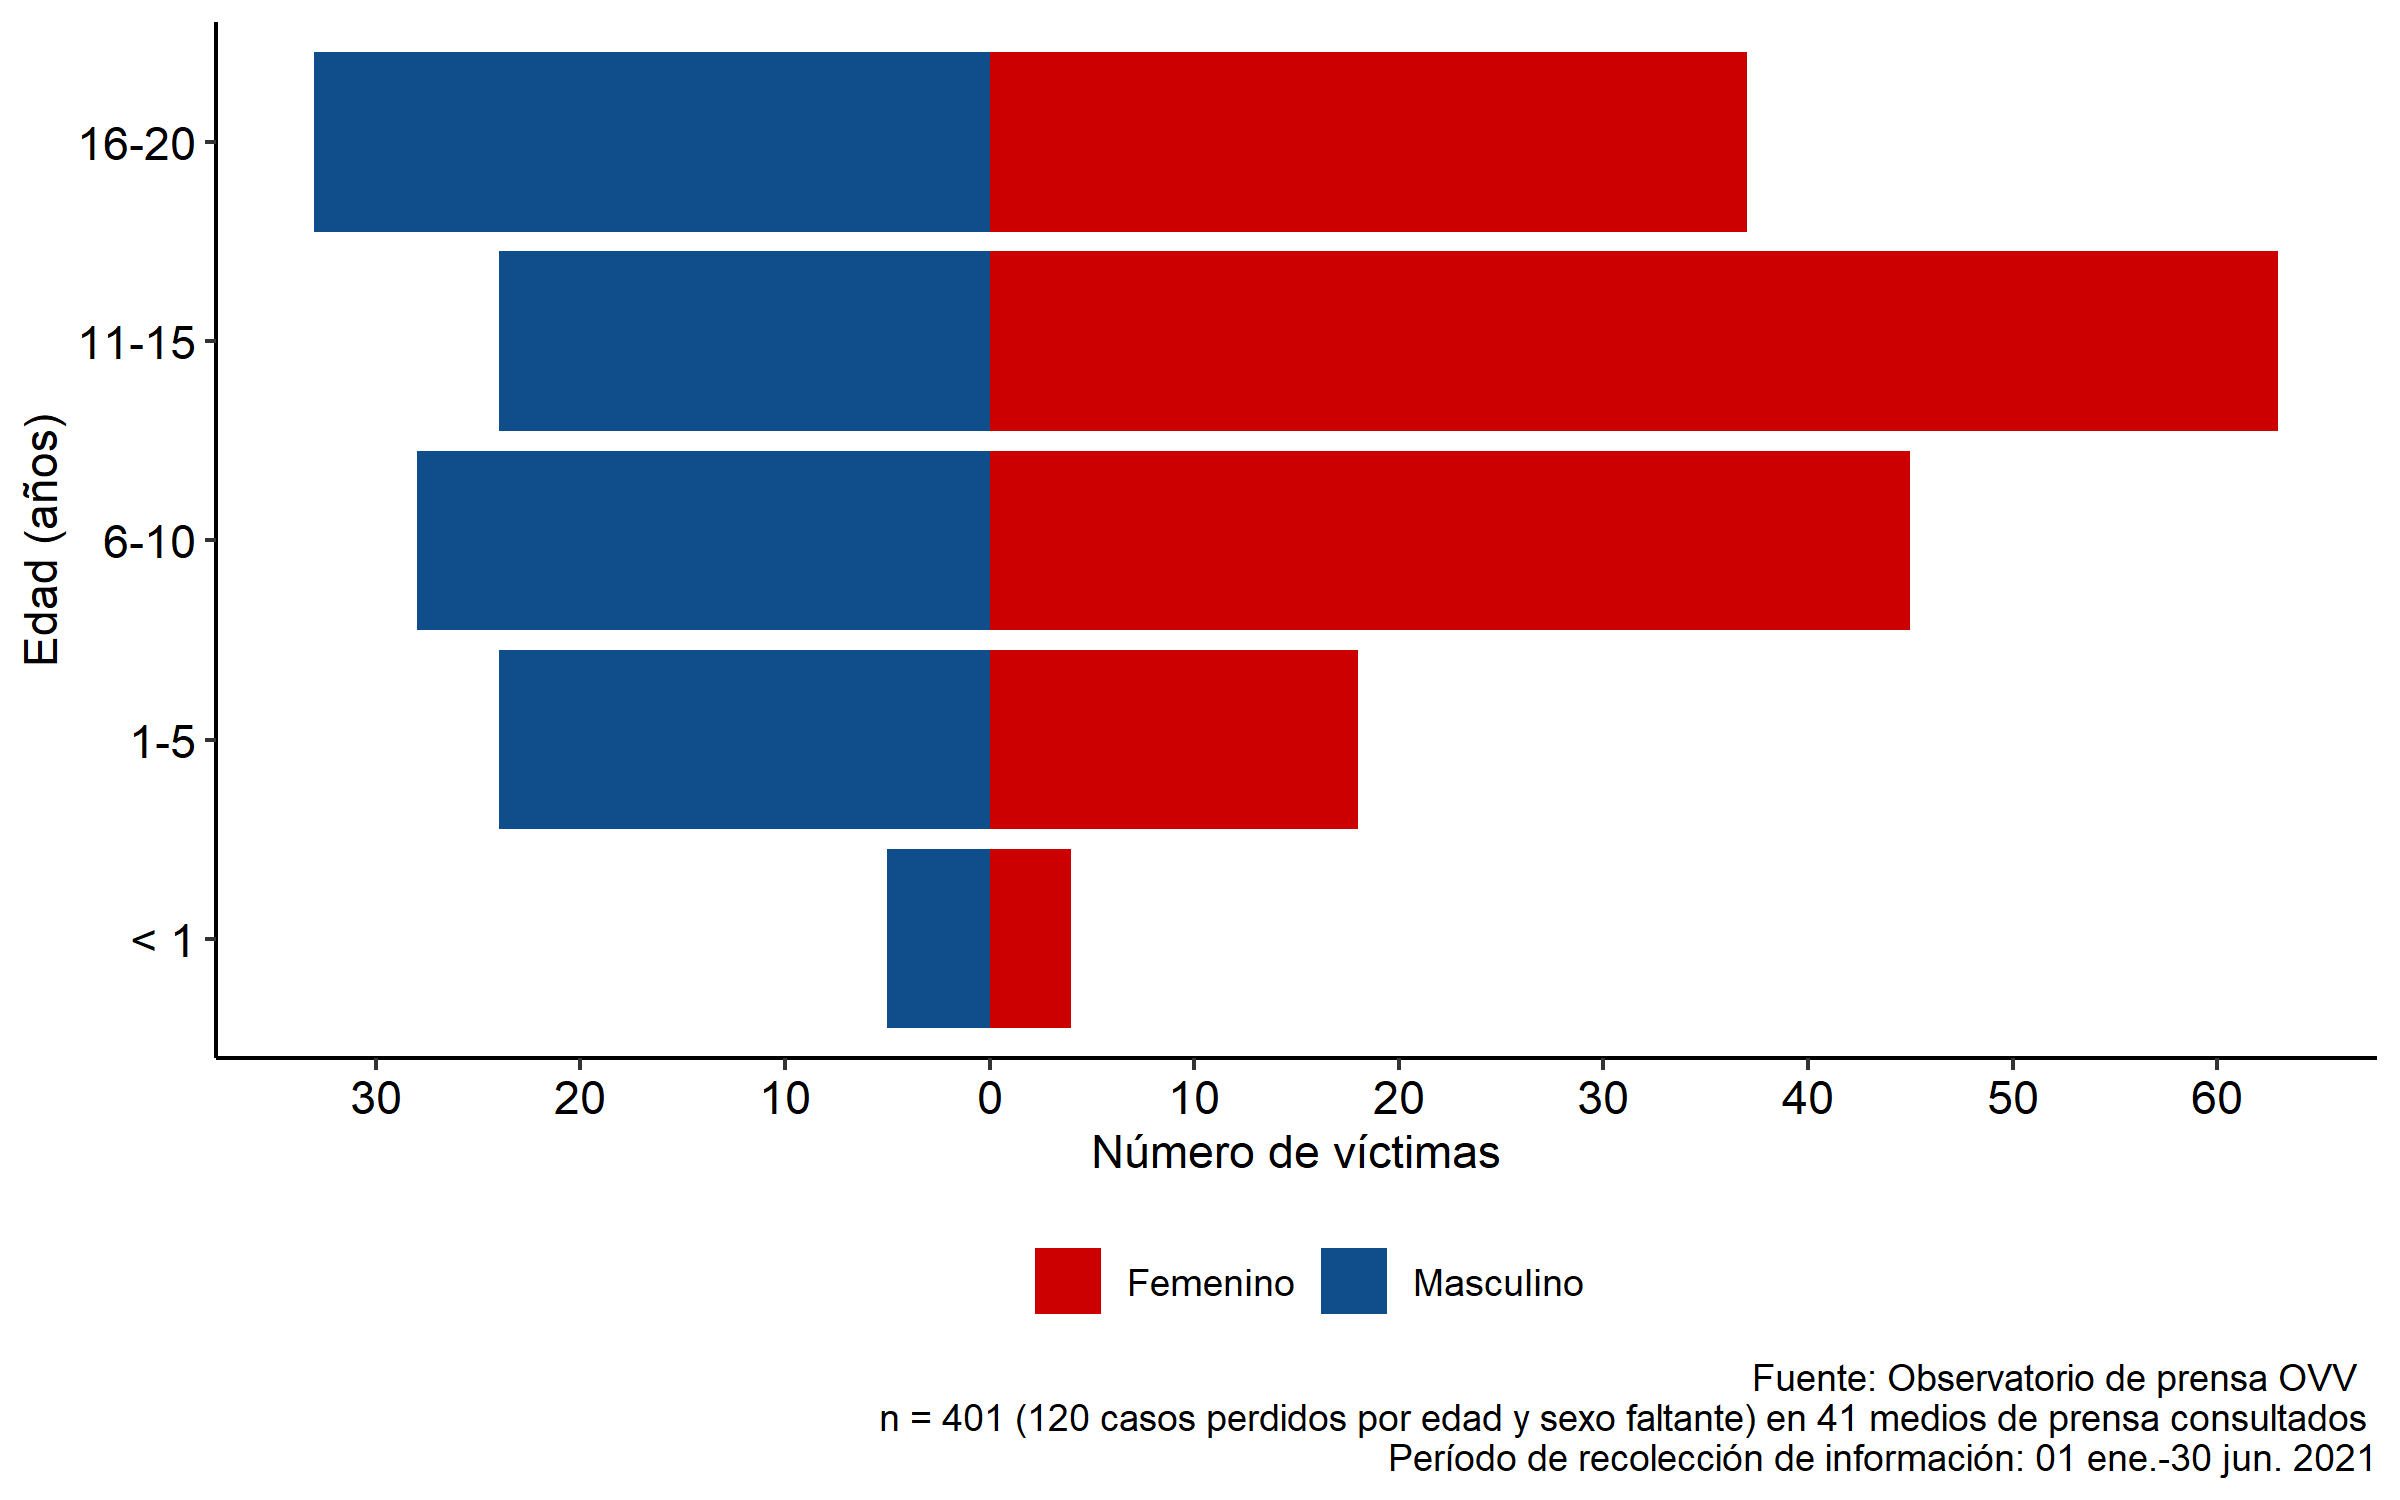 16-20
11-15
6-10
1-5
< 1
Edad (años)
30 20 10 0 10 20 30 40 50 60
Número de víctimas
Femenino Masculino
Fuente: Observatorio de prensa OVV
n = 401 (120 casos perdidos por edad y sexo faltante) en 41 medios de prensa consultados
Período de recolección de información: 01 ene.-30 jun. 2021